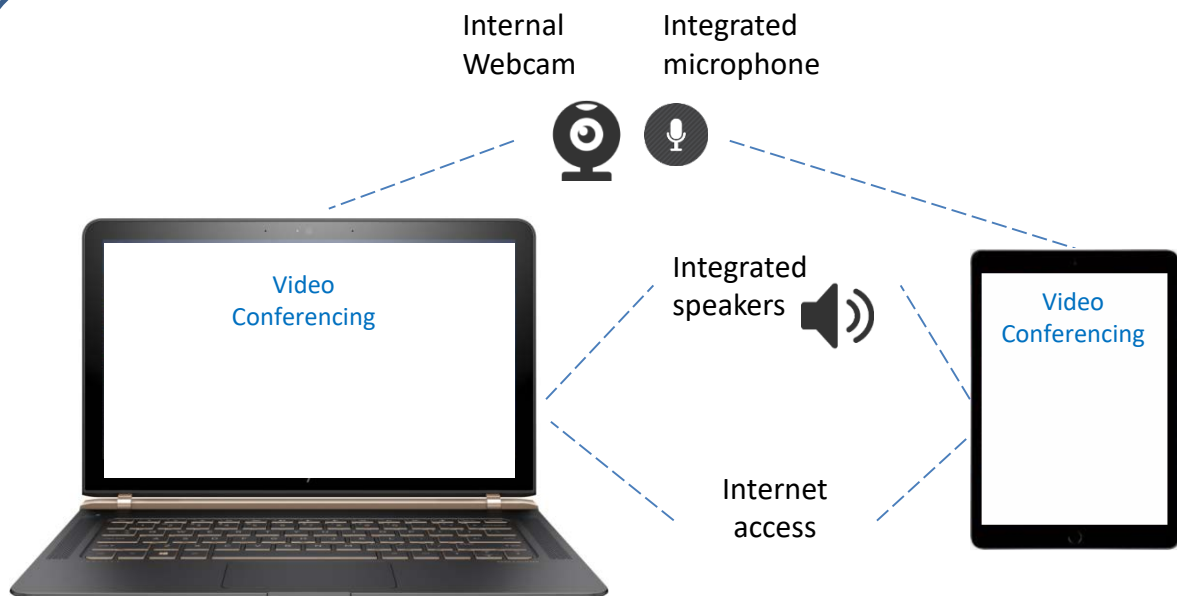 Internal
Webcam
Integrated
microphone
Integrated
speakers
Video
Conferencing
Video
Conferencing
Internet
access